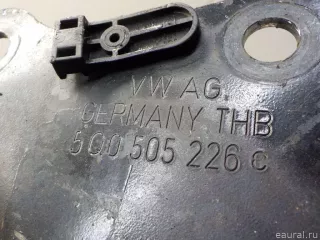 VW AG
GERMANY THB
5Q0 505 226 C
eaural.ru